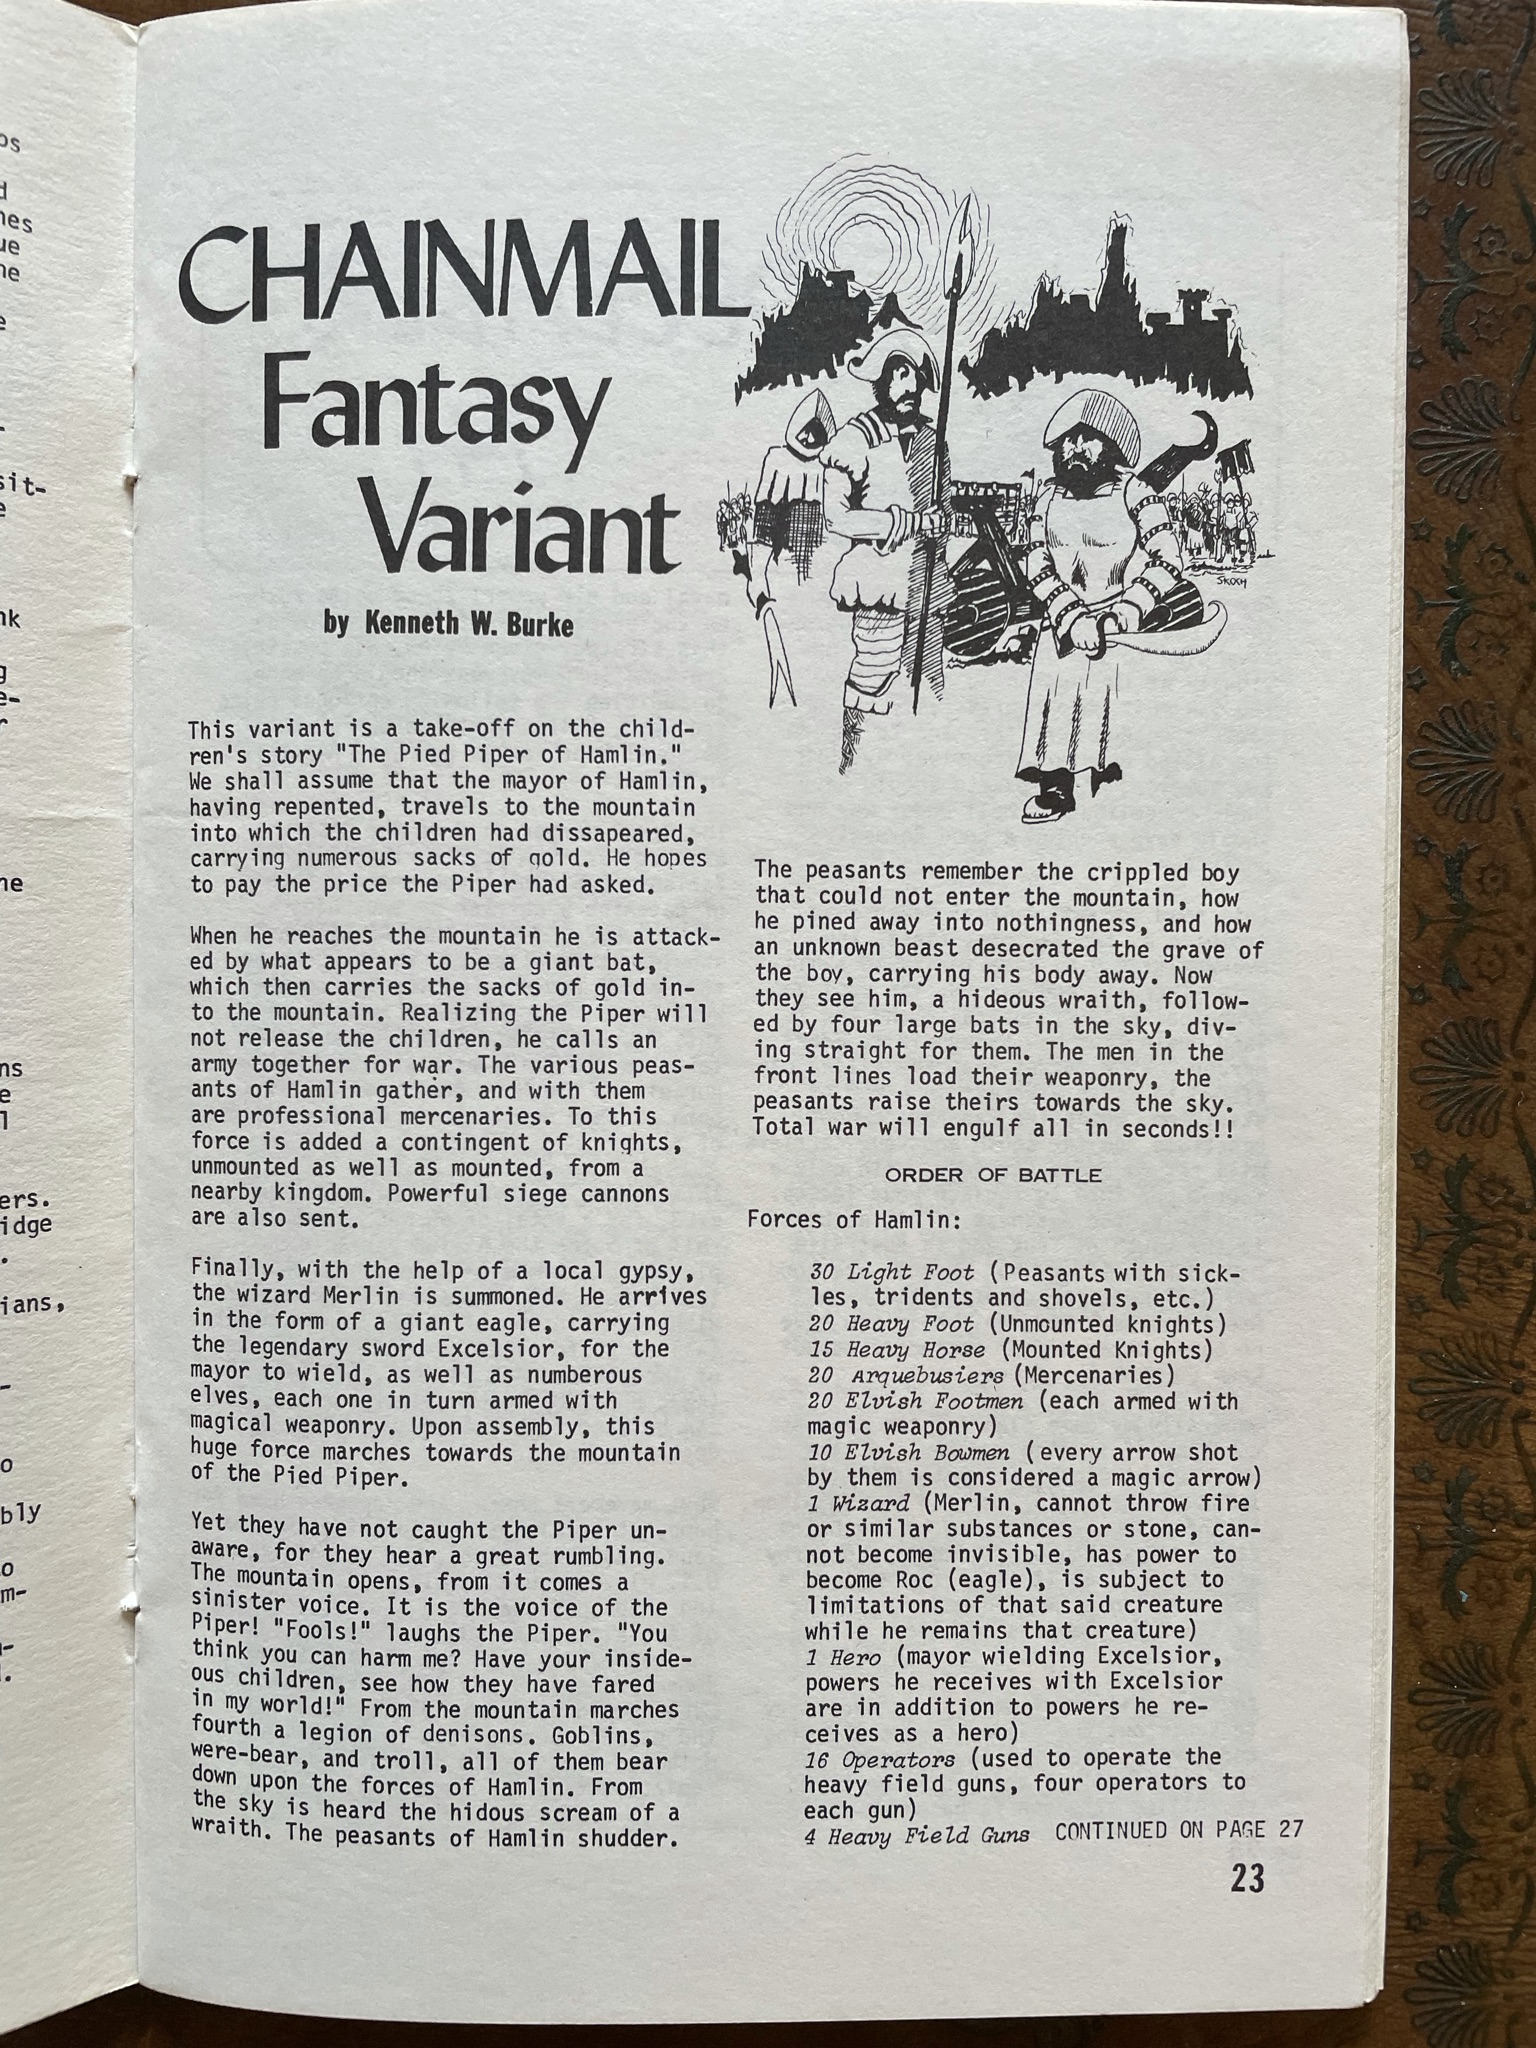 CHAINMAIL
Fantasy
Variant
by Kenneth W. Burke
SKOCH
This variant is a take-off on the child-
ren's story "The Pied Piper of Hamlin."
We shall assume that the mayor of Hamlin,
having repented, travels to the mountain
into which the children had dissapeared,
carrying numerous sacks of gold. He hopes
to pay the price the Piper had asked.
When he reaches the mountain he is attack-
ed by what appears to be a giant bat,
which then carries the sacks of gold in-
to the mountain. Realizing the Piper will
not release the children, he calls an
army together for war. The various peas-
ants of Hamlin gather, and with them
are professional mercenaries. To this
force is added a contingent of knights,
unmounted as well as mounted, from a
nearby kingdom. Powerful siege cannons
are also sent.
Finally, with the help of a local gypsy,
the wizard Merlin is summoned. He arrives
in the form of a giant eagle, carrying
the legendary sword Excelsior, for the
mayor to wield, as well as numberous
elves, each one in turn armed with
magical weaponry. Upon assembly, this
huge force marches towards the mountain
of the Pied Piper.
Yet they have not caught the Piper un-
aware, for they hear a great rumbling.
The mountain opens, from it comes a
sinister voice. It is the voice of the
Piper! "Fools!" laughs the Piper. "You
think you can harm me? Have your inside-
ous children, see how they have fared
in my world!" From the mountain marches
fourth a legion of denisons. Goblins,
were-bear, and troll, all of them bear
down upon the forces of Hamlin. From
the sky is heard the hidous scream of a
wraith. The peasants of Hamlin shudder.
The peasants remember the crippled boy
that could not enter the mountain, how
he pined away into nothingness, and how
an unknown beast desecrated the grave of
the boy, carrying his body away. Now
they see him, a hideous wraith, follow-
ed by four large bats in the sky, div-
ing straight for them. The men in the
front lines load their weaponry, the
peasants raise theirs towards the sky.
Total war will engulf all in seconds!!
ORDER OF BATTLE
Forces of Hamlin:
30 Light Foot (Peasants with sick-
les, tridents and shovels, etc.)
20 Heavy Foot (Unmounted knights)
15 Heavy Horse (Mounted Knights)
20 Arquebusiers (Mercenaries)
20 Elvish Footmen (each armed with
magic weaponry)
10 Elvish Bowmen (every arrow shot
by them is considered a magic arrow)
1 Wizard (Merlin, cannot throw fire
or similar substances or stone, can-
not become invisible, has power to
become Roc (eagle), is subject to
limitations of that said creature
while he remains that creature)
1 Hero (mayor wielding Excelsior,
powers he receives with Excelsior
are in addition to powers he re-
ceives as a hero)
16 Operators (used to operate the
heavy field guns, four operators to
each gun)
4 Heavy Field Guns CONTINUED ON PAGE 27
23